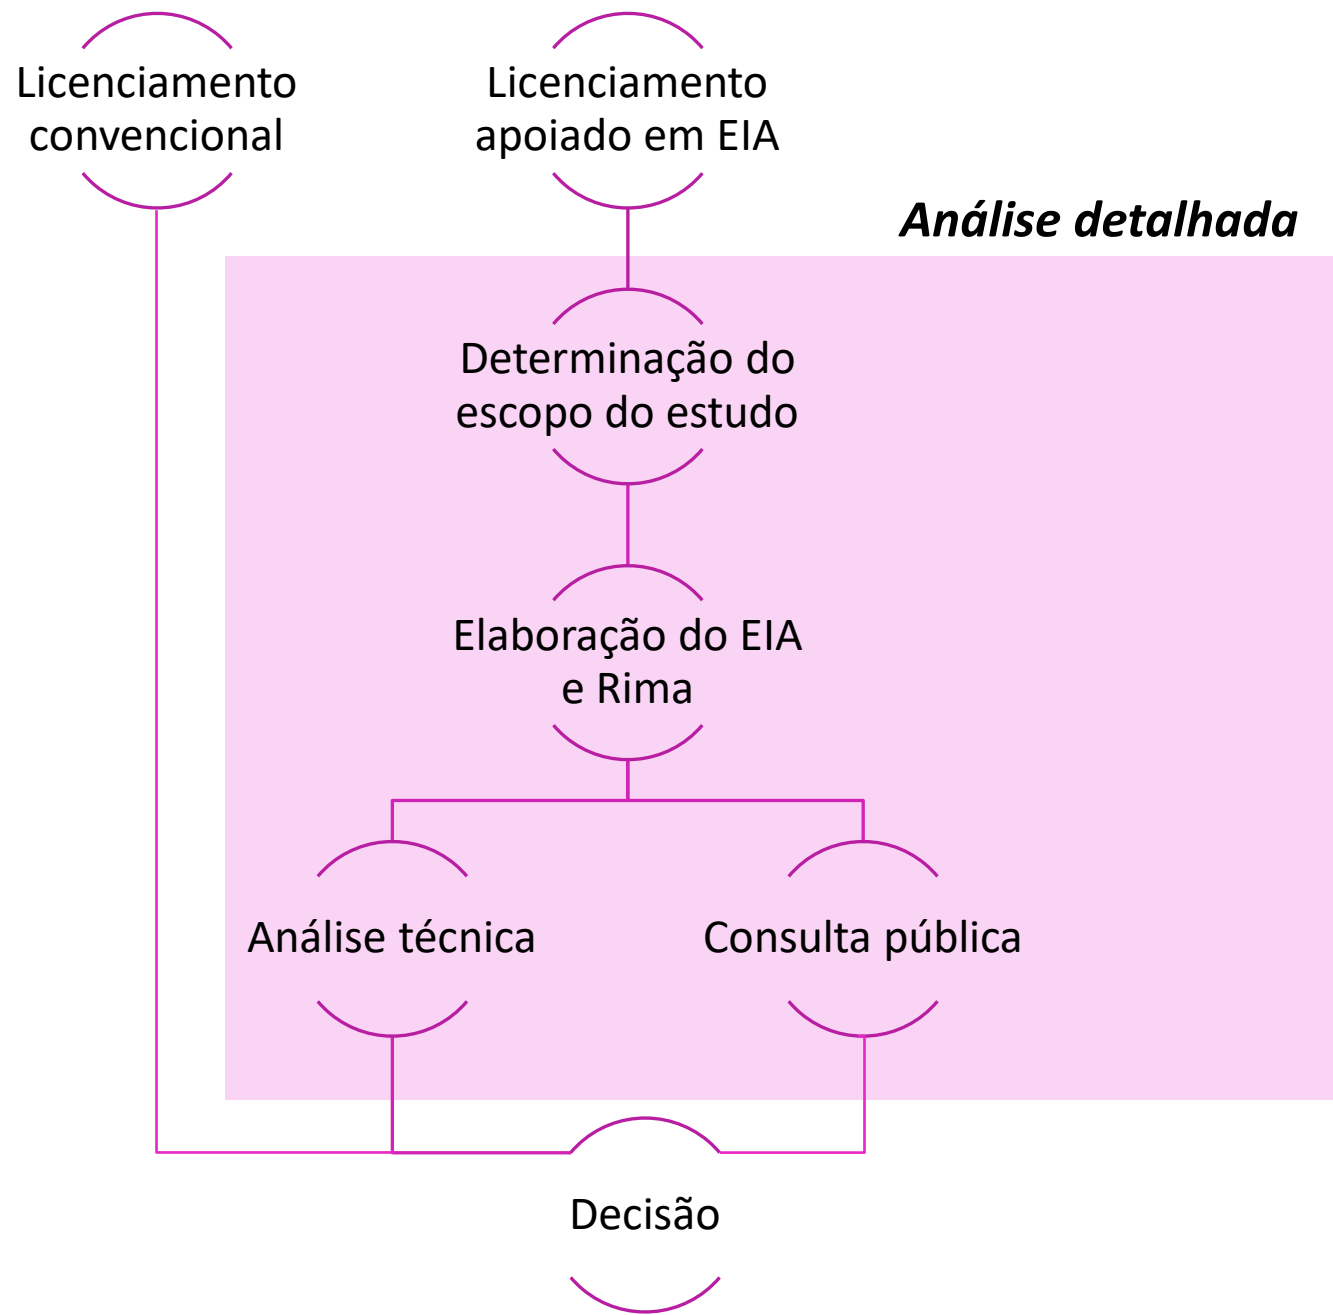 Licenciamento
convencional
Licenciamento
apoiado em EIA
Análise detalhada
Determinação do
escopo do estudo
Elaboração do EIA
e Rima
Análise técnica
Consulta pública
Decisão